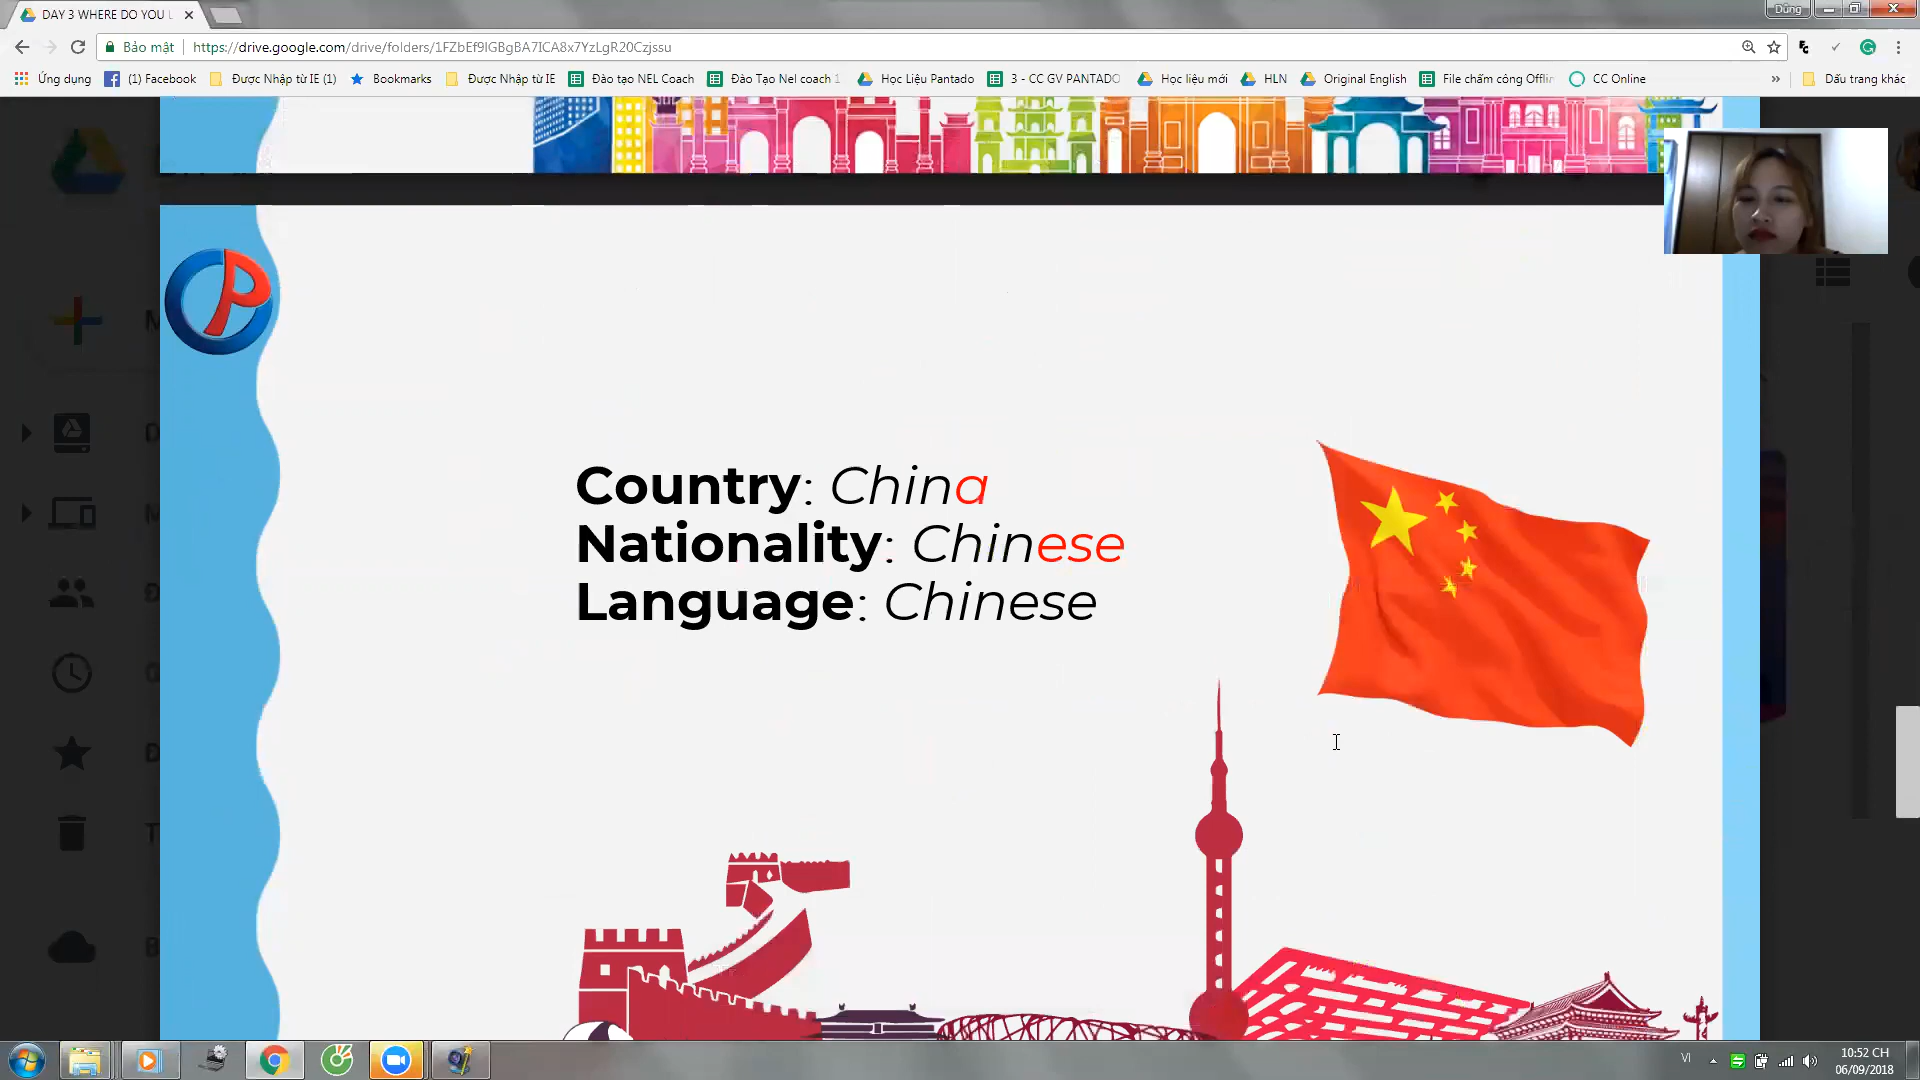 DAY 3 WHERE DO YOU L
Dũng
Bảo mật
https://drive.google.com/drive/folders/1FZbEf9lGBgBA7ICA8x7YzLgR20Czjssu
Ứng dụng
(1) Facebook
Được Nhập từ IE (1)
Bookmarks
Được Nhập từ IE
Đào tạo NEL Coach
Đào Tạo Nel coach 1
Học Liệu Pantado
3 - CC GV PANTADO
Học liệu mới
HLN
Original English
File chấm công Offlin
CC Online
»
Dấu trang khác
Country: China
Nationality: Chinese
Language: Chinese
VI
10:52 CH
06/09/2018